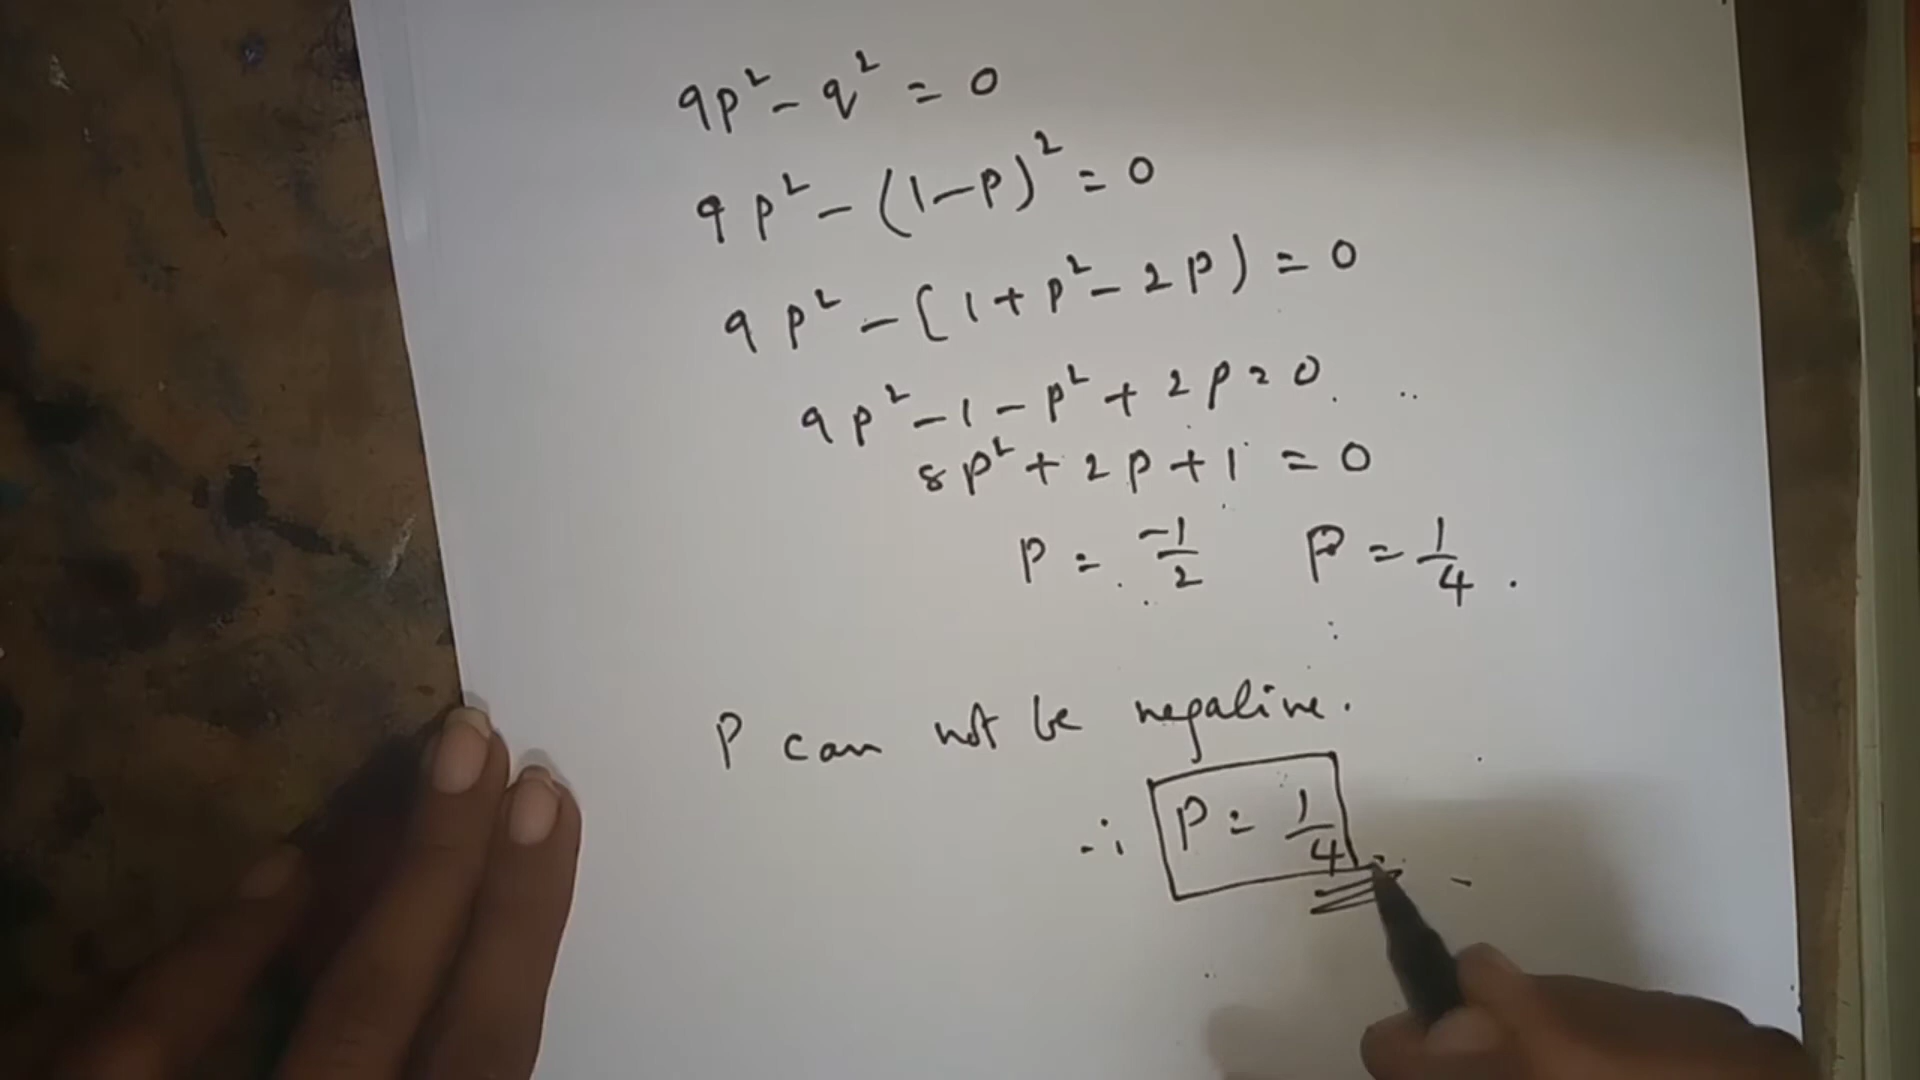 9p² - q² = 0
9p² - (1-p)² = 0
9p² - [1+p² - 2p) = 0
9p² - 1 - p² + 2p = 0
8p² + 2p + 1 = 0
P = -1/2 P = 1/4 .
P can not be negative.
∴ P = 1/4